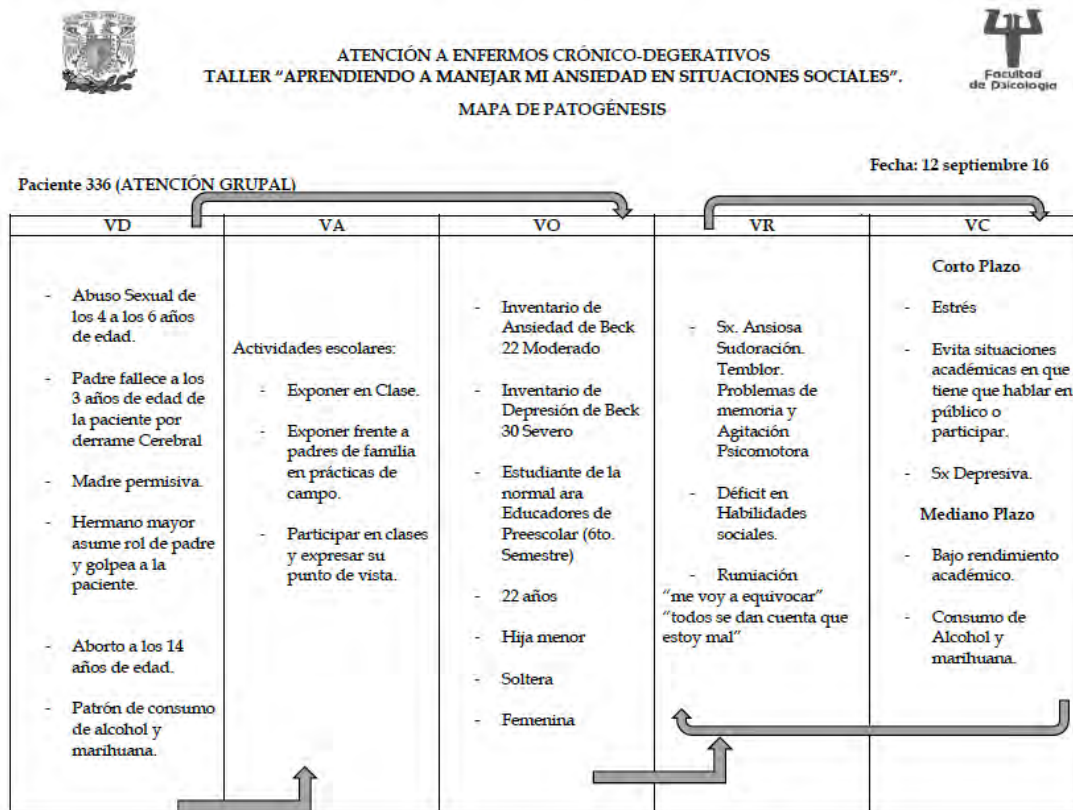 ATENCIÓN A ENFERMOS CRÓNICO-DEGERATIVOS
TALLER “APRENDIENDO A MANEJAR MI ANSIEDAD EN SITUACIONES SOCIALES”.
MAPA DE PATOGÉNESIS
Facultad
de Psicología
Fecha: 12 septiembre 16
Paciente 336 (ATENCIÓN GRUPAL)
VD
- Abuso Sexual de
los 4 a los 6 años
de edad.
- Padre fallece a los
3 años de edad de
la paciente por
derrame Cerebral
- Madre permisiva.
- Hermano mayor
asume rol de padre
y golpea a la
paciente.
- Aborto a los 14
años de edad.
- Patrón de consumo
de alcohol y
marihuana.
VA
Actividades escolares:
- Exponer en Clase.
- Exponer frente a
padres de familia
en prácticas de
campo.
- Participar en clases
y expresar su
punto de vista.
VO
- Inventario de
Ansiedad de Beck
22 Moderado
- Inventario de
Depresión de Beck
30 Severo
- Estudiante de la
normal ara
Educadores de
Preescolar (6to.
Semestre)
- 22 años
- Hija menor
- Soltera
- Femenina
VR
- Sx. Ansiosa
Sudoración.
Temblor.
Problemas de
memoria y
Agitación
Psicomotora
- Déficit en
Habilidades
sociales.
- Rumiación
“me voy a equivocar”
“todos se dan cuenta que
estoy mal”
VC
Corto Plazo
- Estrés
- Evita situaciones
académicas en que
tiene que hablar en
público o
participar.
- Sx Depresiva.
Mediano Plazo
- Bajo rendimiento
académico.
- Consumo de
Alcohol y
marihuana.